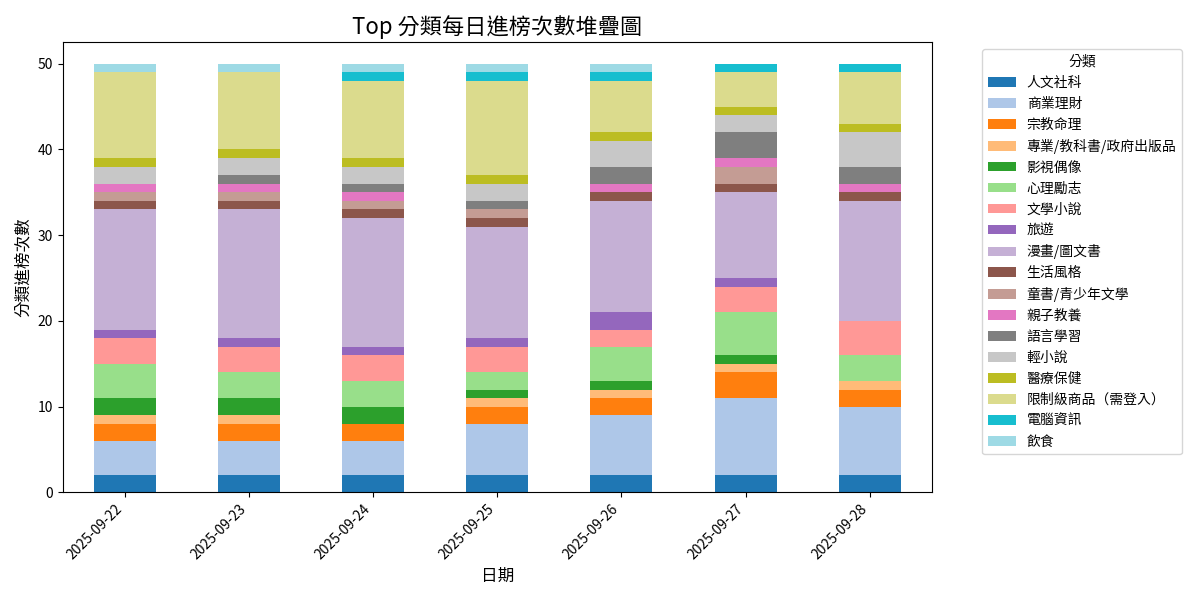 Top 分類每日進榜次數堆疊圖
分類進榜次數
50
40
30
20
10
0
2025-09-22
2025-09-23
2025-09-24
2025-09-25
2025-09-26
2025-09-27
2025-09-28
日期
分類
人文社科
商業理財
宗教命理
專業/教科書/政府出版品
影視偶像
心理勵志
文學小說
旅遊
漫畫/圖文書
生活風格
童書/青少年文學
親子教養
語言學習
輕小說
醫療保健
限制級商品（需登入）
電腦資訊
飲食